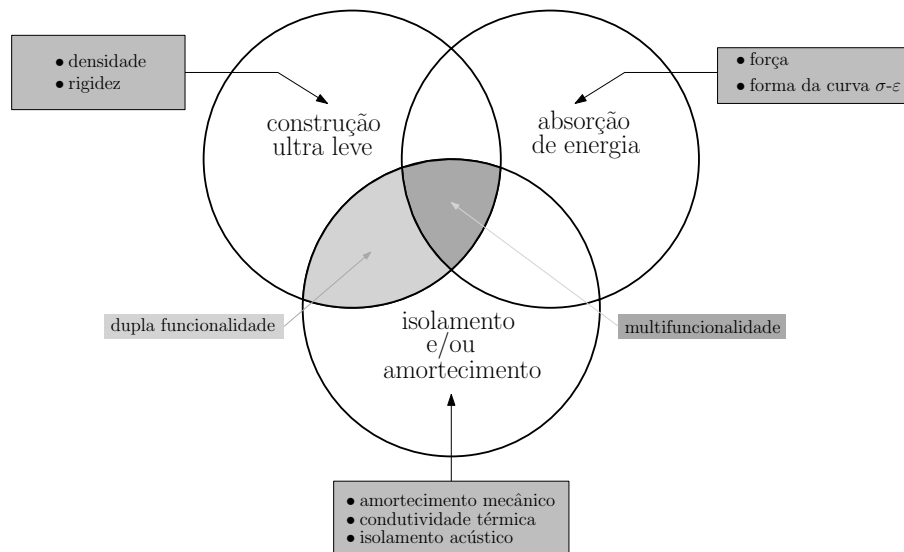 ● densidade
● rigidez
● força
● forma da curva σ-ε
construção
ultra leve
absorção
de energia
dupla funcionalidade
isolamento
e/ou
amortecimento
multifuncionalidade
● amortecimento mecânico
● condutividade térmica
● isolamento acústico